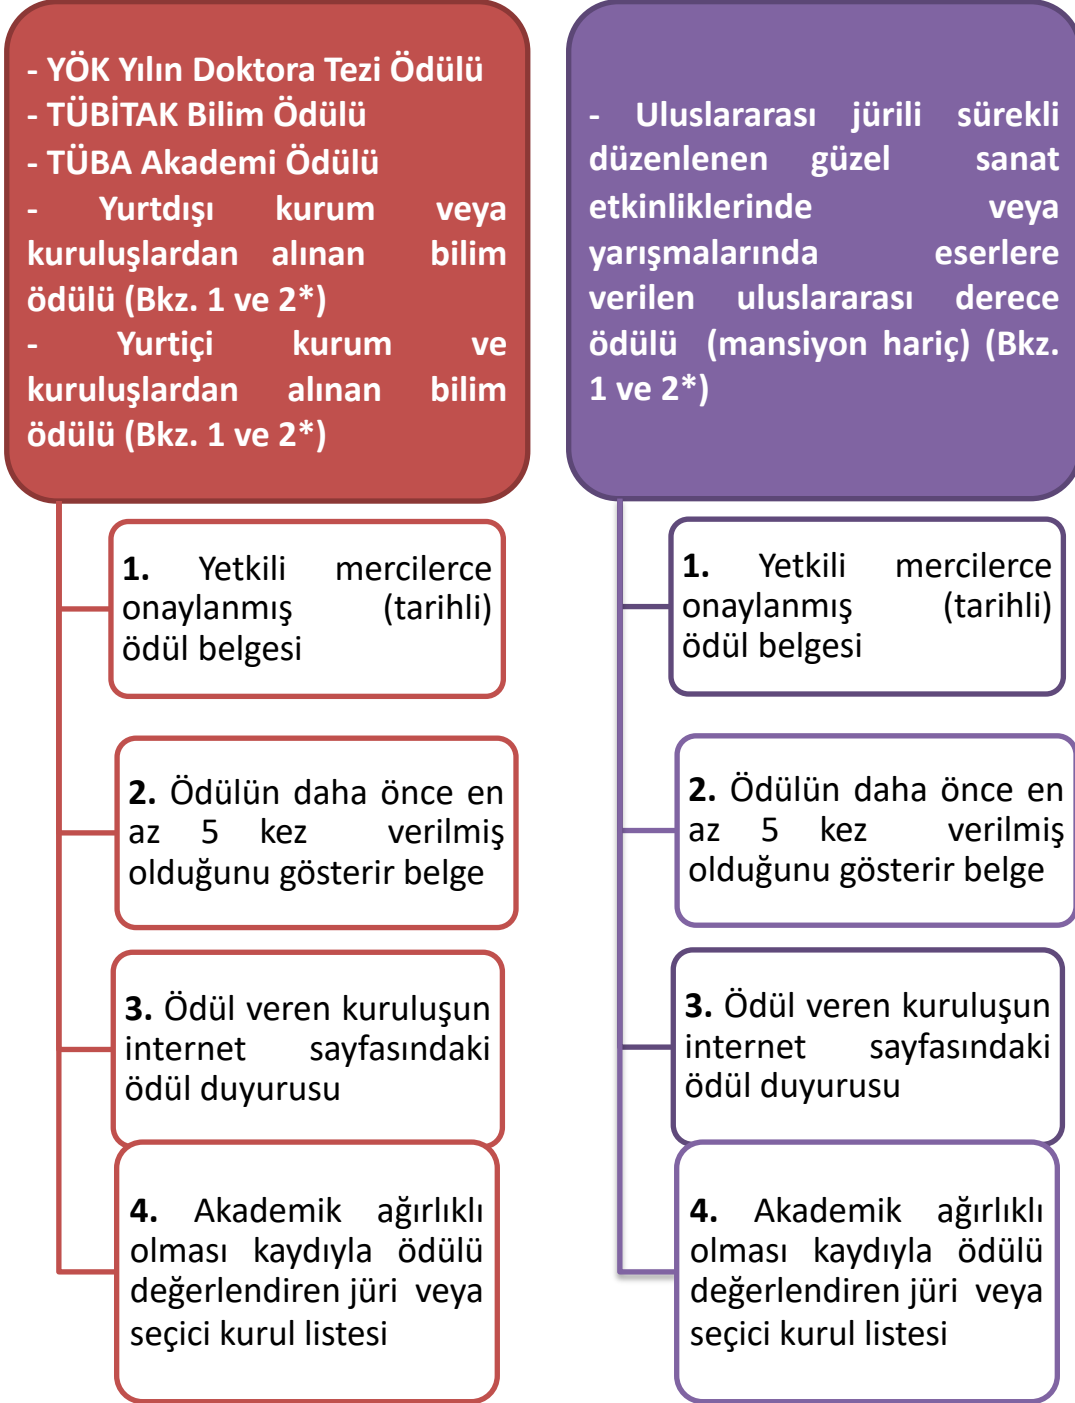 - YÖK Yılın Doktora Tezi Ödülü
- TÜBİTAK Bilim Ödülü
- TÜBA Akademi Ödülü
- Yurtdışı kurum veya
kuruluşlardan alınan bilim
ödülü (Bkz. 1 ve 2*)
- Yurtiçi kurum ve
kuruluşlardan alınan bilim
ödülü (Bkz. 1 ve 2*)
1. Yetkili mercilerce
onaylanmış (tarihli)
ödül belgesi
2. Ödülün daha önce en
az 5 kez verilmiş
olduğunu gösterir belge
3. Ödül veren kuruluşun
internet sayfasındaki
ödül duyurusu
4. Akademik ağırlıklı
olması kaydıyla ödülü
değerlendiren jüri veya
seçici kurul listesi
- Uluslararası jürili sürekli
düzenlenen güzel sanat
etkinliklerinde veya
yarışmalarında eserlere
verilen uluslararası derece
ödülü (mansiyon hariç) (Bkz.
1 ve 2*)
1. Yetkili mercilerce
onaylanmış (tarihli)
ödül belgesi
2. Ödülün daha önce en
az 5 kez verilmiş
olduğunu gösterir belge
3. Ödül veren kuruluşun
internet sayfasındaki
ödül duyurusu
4. Akademik ağırlıklı
olması kaydıyla ödülü
değerlendiren jüri veya
seçici kurul listesi